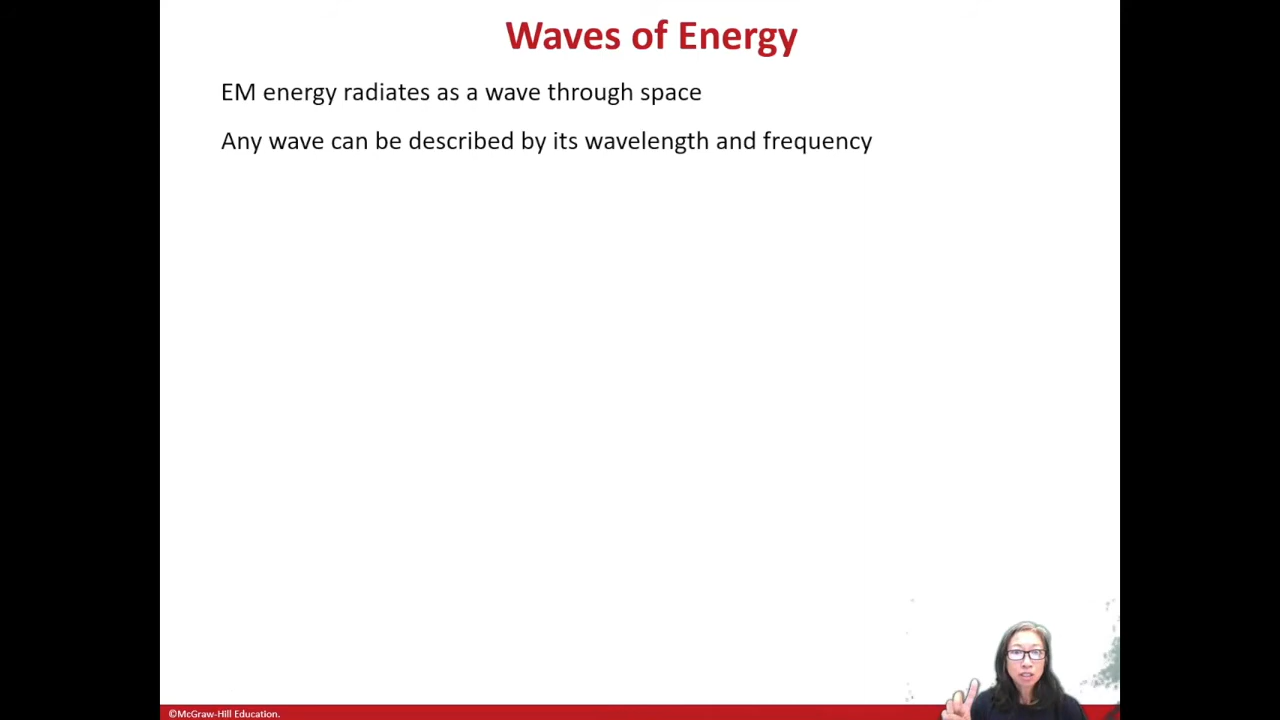 Waves of Energy
EM energy radiates as a wave through space
Any wave can be described by its wavelength and frequency
©McGraw-Hill Education.